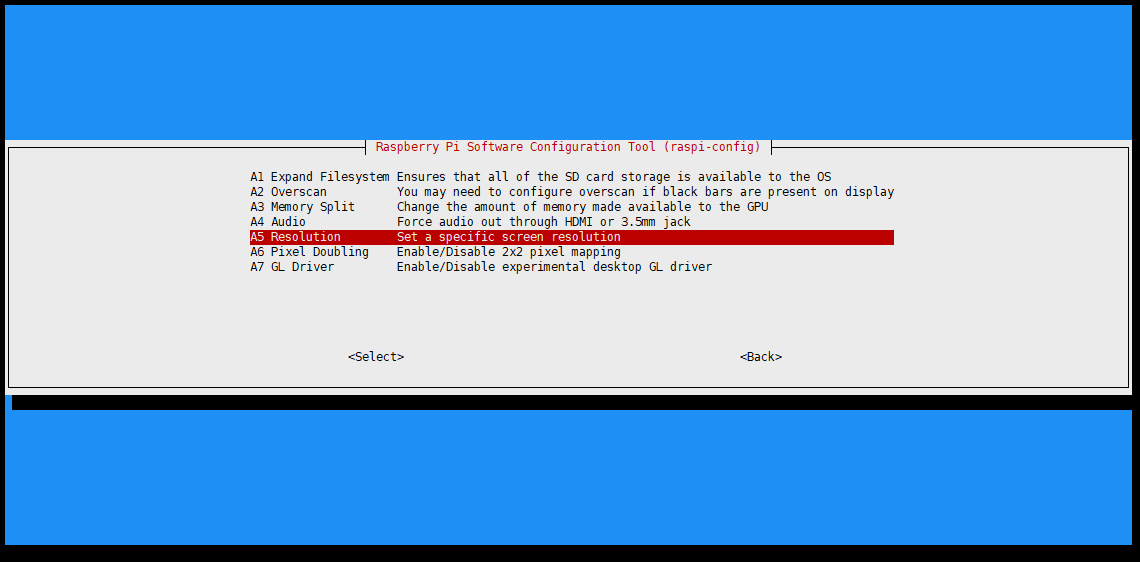 Raspberry Pi Software Configuration Tool (raspi-config)
A1 Expand Filesystem Ensures that all of the SD card storage is available to the OS
A2 Overscan You may need to configure overscan if black bars are present on display
A3 Memory Split Change the amount of memory made available to the GPU
A4 Audio Force audio out through HDMI or 3.5mm jack
A5 Resolution Set a specific screen resolution
A6 Pixel Doubling Enable/Disable 2x2 pixel mapping
A7 GL Driver Enable/Disable experimental desktop GL driver
<Select> <Back>